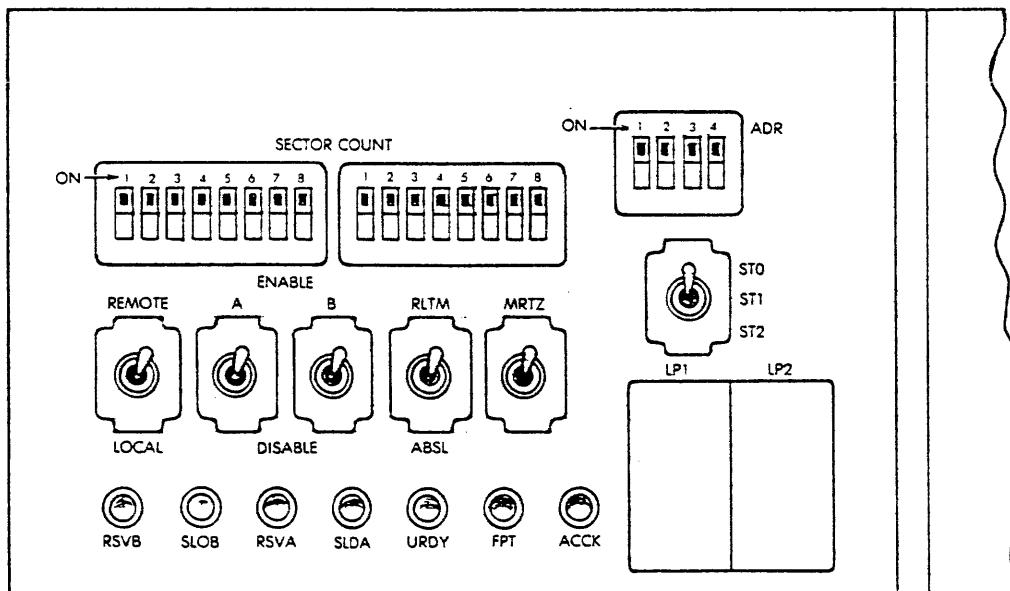 SECTOR COUNT
ON 1 2 3 4 5 6 7 8 1 2 3 4 5 6 7 8
ON 1 2 3 4 ADR
ENABLE
REMOTE A B RLTM MRTZ
LOCAL DISABLE ABSL
ST0
ST1
ST2
LP1 LP2
RSVB SLOB RSVA SLDA URDY FPT ACCK